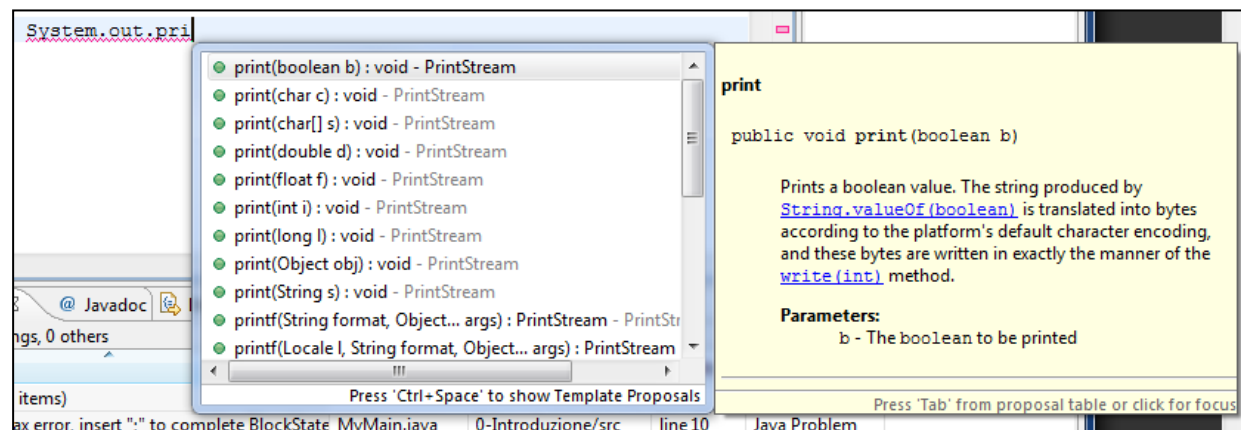 System.out.pri
print(boolean b) : void - PrintStream
print(char c) : void - PrintStream
print(char[] s) : void - PrintStream
print(double d) : void - PrintStream
print(float f) : void - PrintStream
print(int i) : void - PrintStream
print(long l) : void - PrintStream
print(Object obj) : void - PrintStream
print(String s) : void - PrintStream
printf(String format, Object... args) : PrintStream - PrintStr
printf(Locale l, String format, Object... args) : PrintStream
Press 'Ctrl+Space' to show Template Proposals
print
public void print(boolean b)
Prints a boolean value. The string produced by
String.valueOf(boolean) is translated into bytes
according to the platform's default character encoding,
and these bytes are written in exactly the manner of the
write(int) method.
Parameters:
b - The boolean to be printed
Press 'Tab' from proposal table or click for focus
@ Javadoc
ngs, 0 others
items)
ax error, insert ";" to complete BlockState MyMain.java 0-Introduzione/src line 10 Java Problem